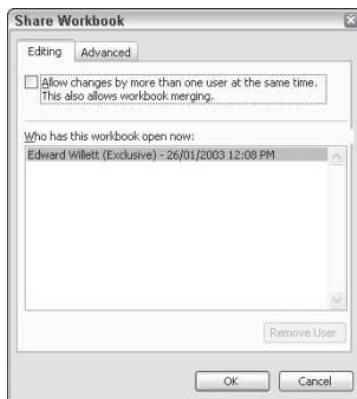 Share Workbook
Editing
Advanced
Allow changes by more than one user at the same time.
This also allows workbook merging.
Who has this workbook open now:
Edward Willett (Exclusive) - 26/01/2003 12:08 PM
Remove User
OK
Cancel